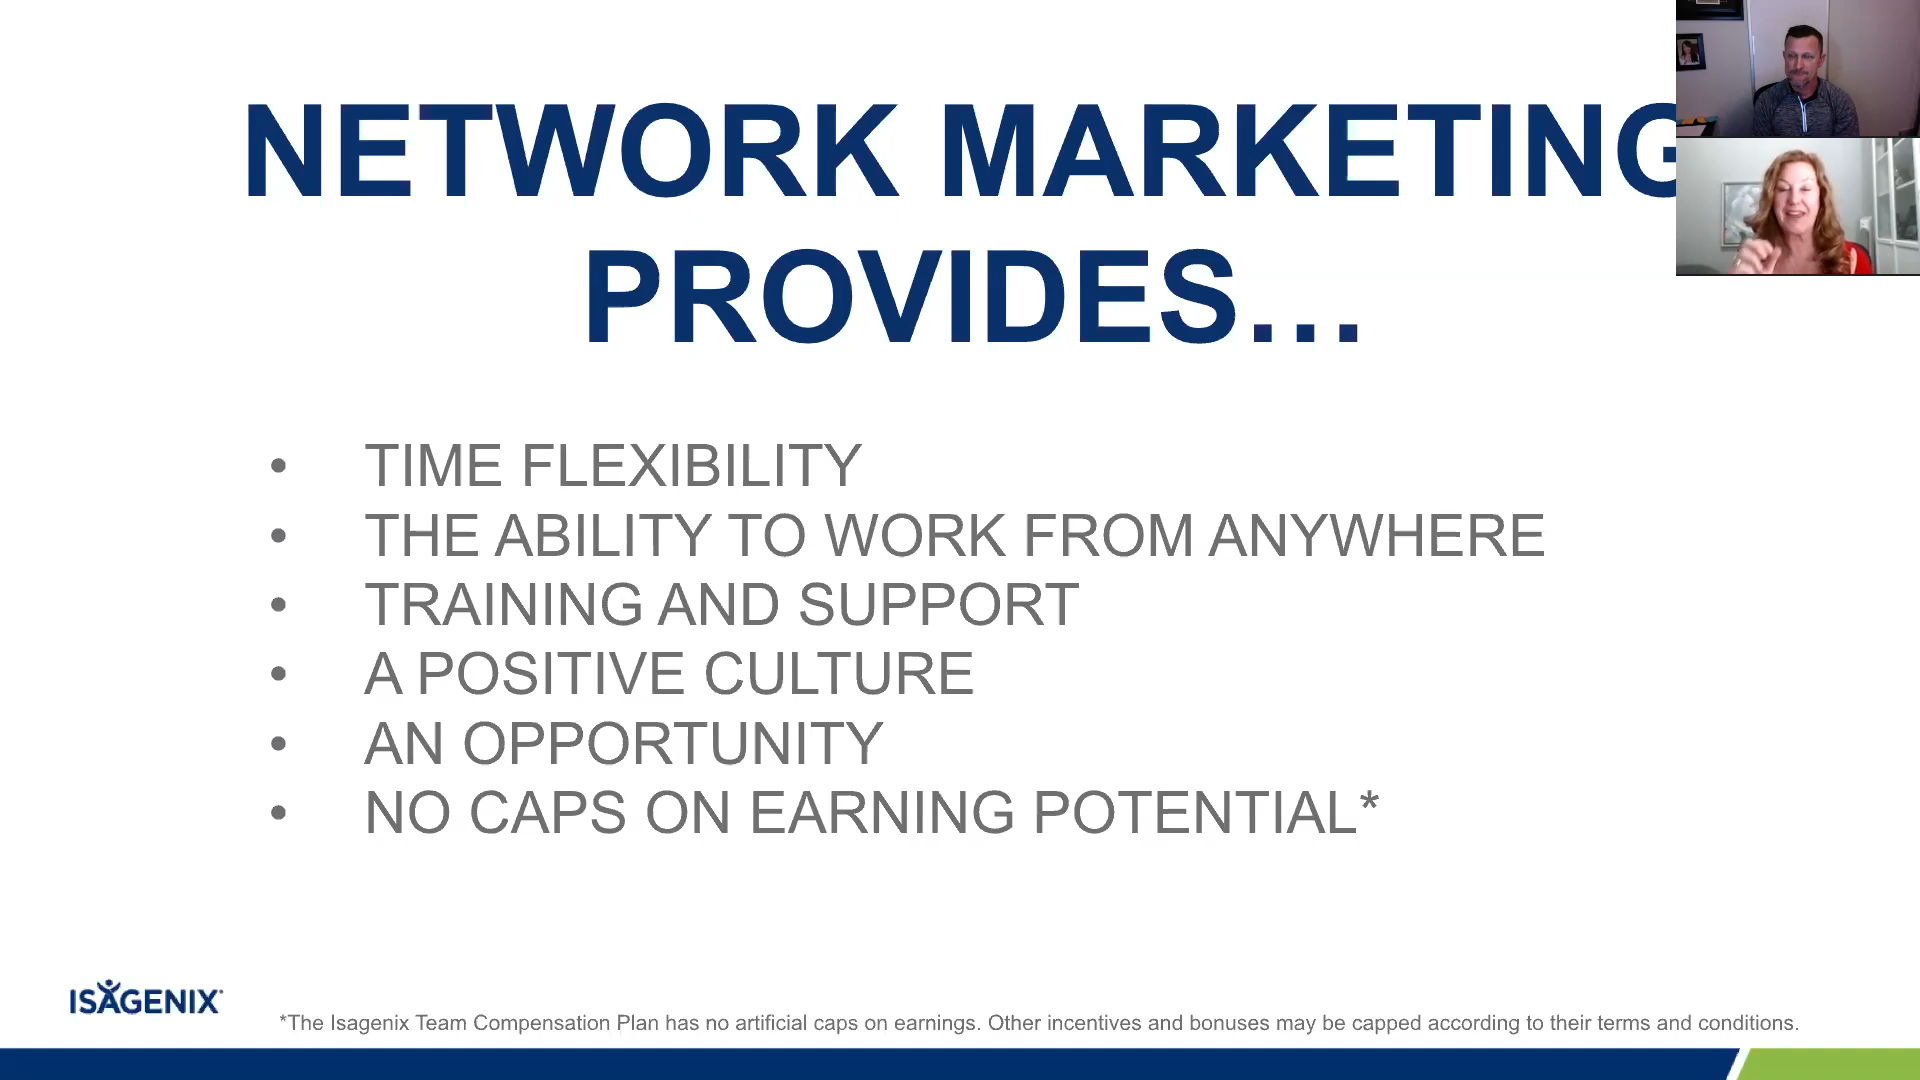 NETWORK MARKETING
PROVIDES…
• TIME FLEXIBILITY
• THE ABILITY TO WORK FROM ANYWHERE
• TRAINING AND SUPPORT
• A POSITIVE CULTURE
• AN OPPORTUNITY
• NO CAPS ON EARNING POTENTIAL*
ISAGENIX
*The Isagenix Team Compensation Plan has no artificial caps on earnings. Other incentives and bonuses may be capped according to their terms and conditions.